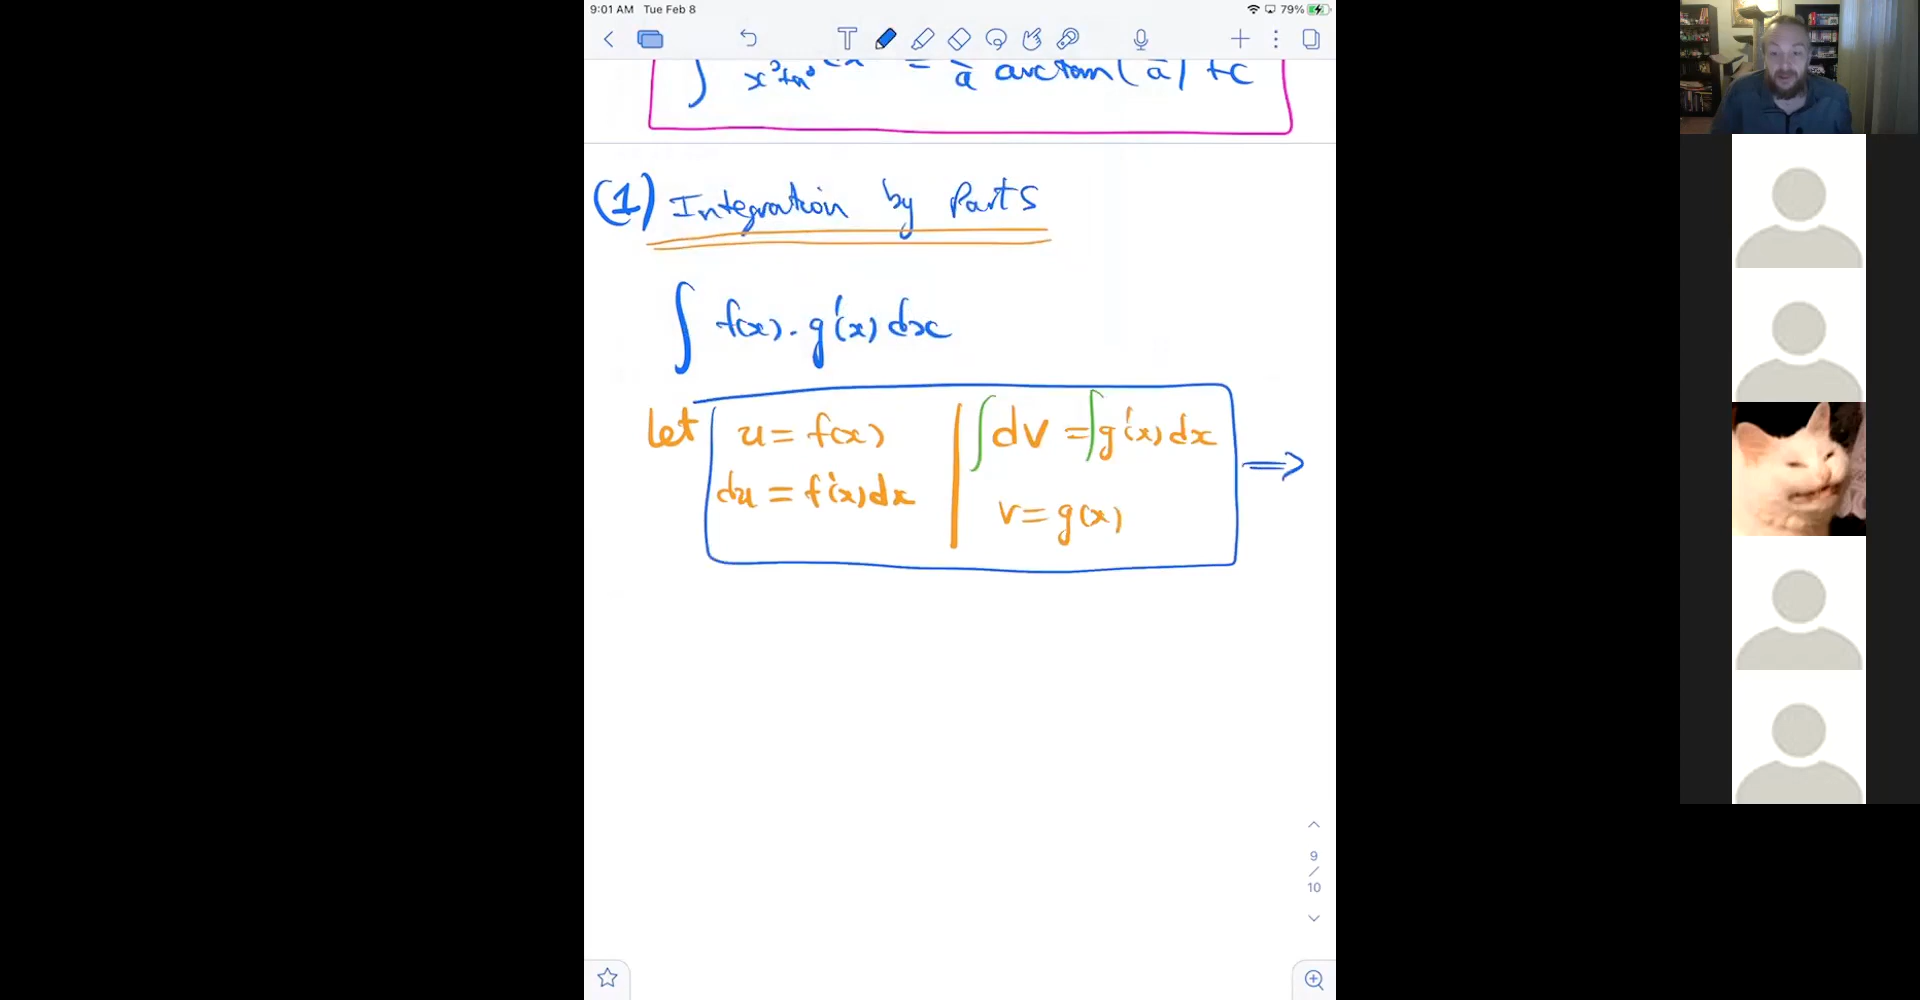 9:01 AM Tue Feb 8
79%
= 1/a arctan( /a) +C
(1) Integration by Parts
∫ f(x) · g'(x) dx
let u = f(x) | ∫dv = ∫g'(x) dx ⟹
du = f'(x) dx | v = g(x)
9
/
10